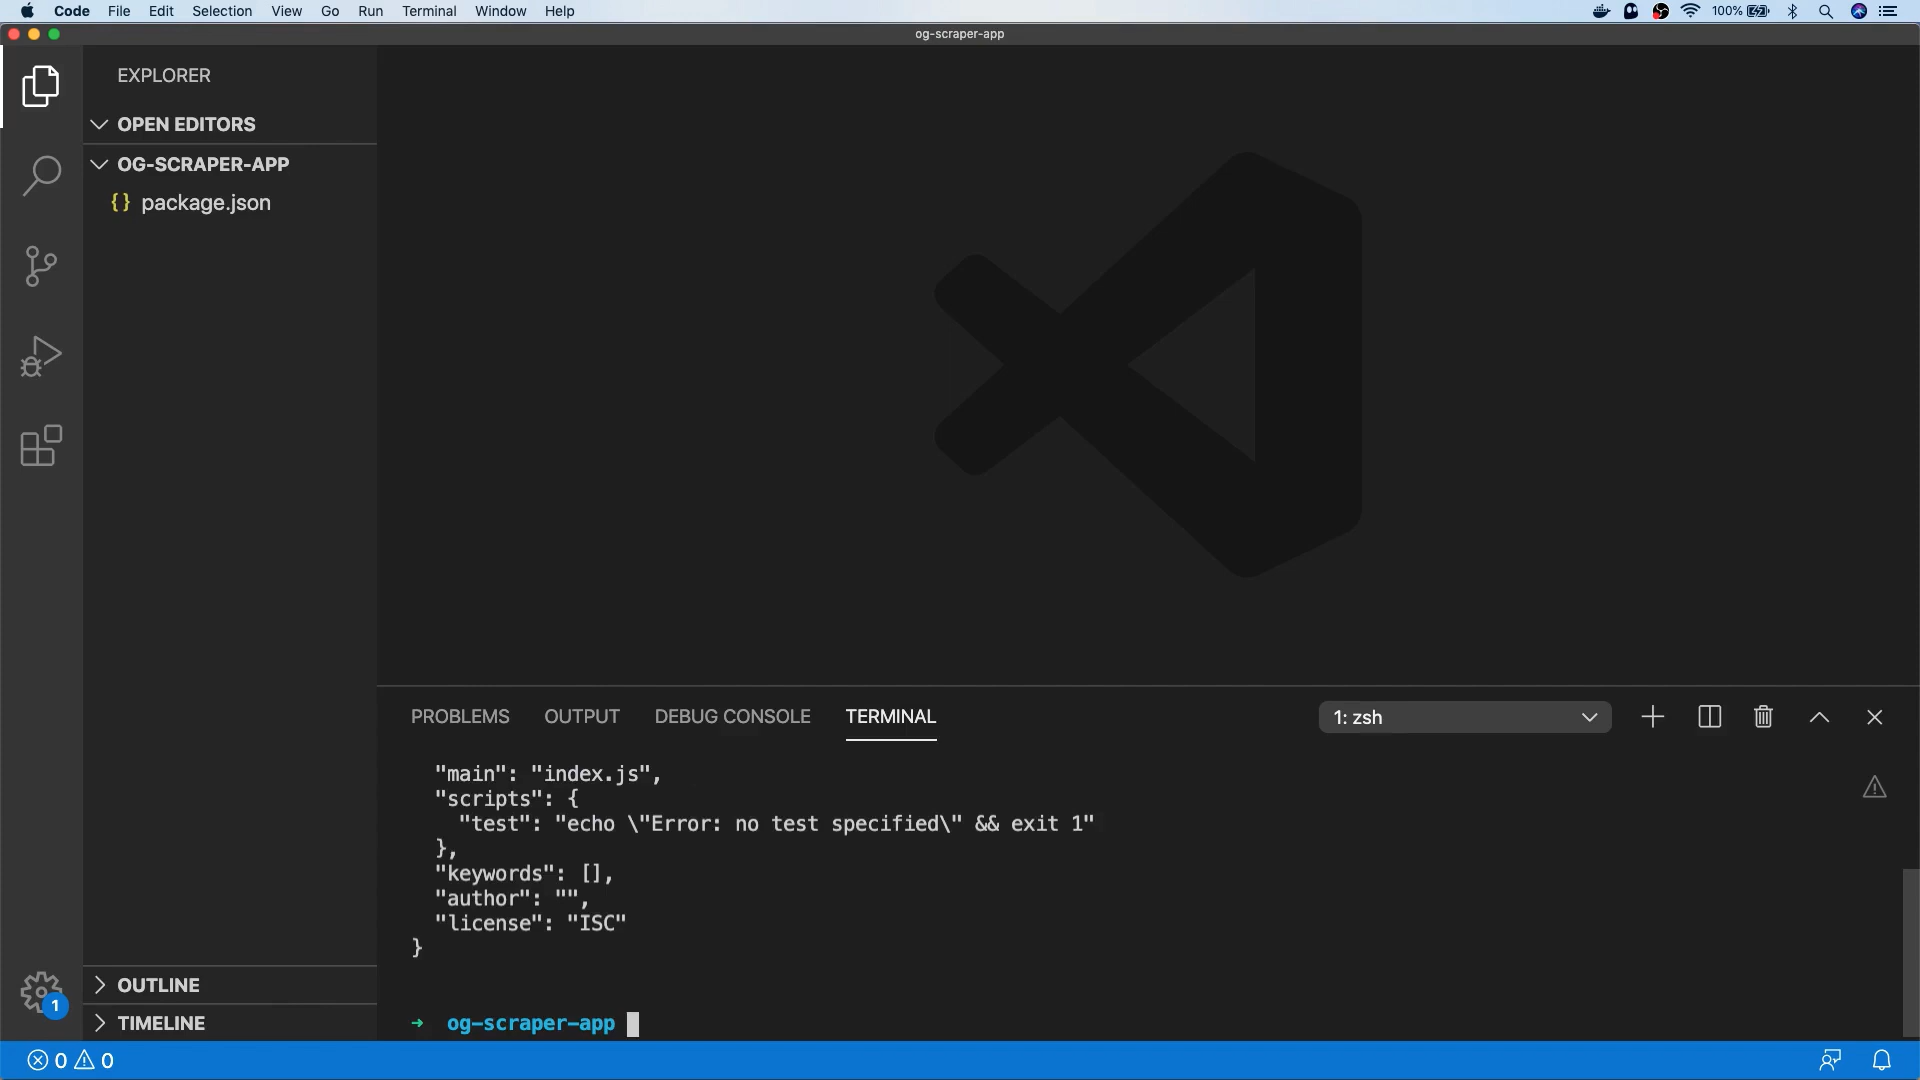 Code File Edit Selection View Go Run Terminal Window Help 100%
og-scraper-app
EXPLORER
OPEN EDITORS
OG-SCRAPER-APP
{} package.json
OUTLINE
TIMELINE
1
PROBLEMS OUTPUT DEBUG CONSOLE TERMINAL 1: zsh
"main": "index.js",
"scripts": {
"test": "echo \"Error: no test specified\" && exit 1"
},
"keywords": [],
"author": "",
"license": "ISC"
}
➜ og-scraper-app
0 0